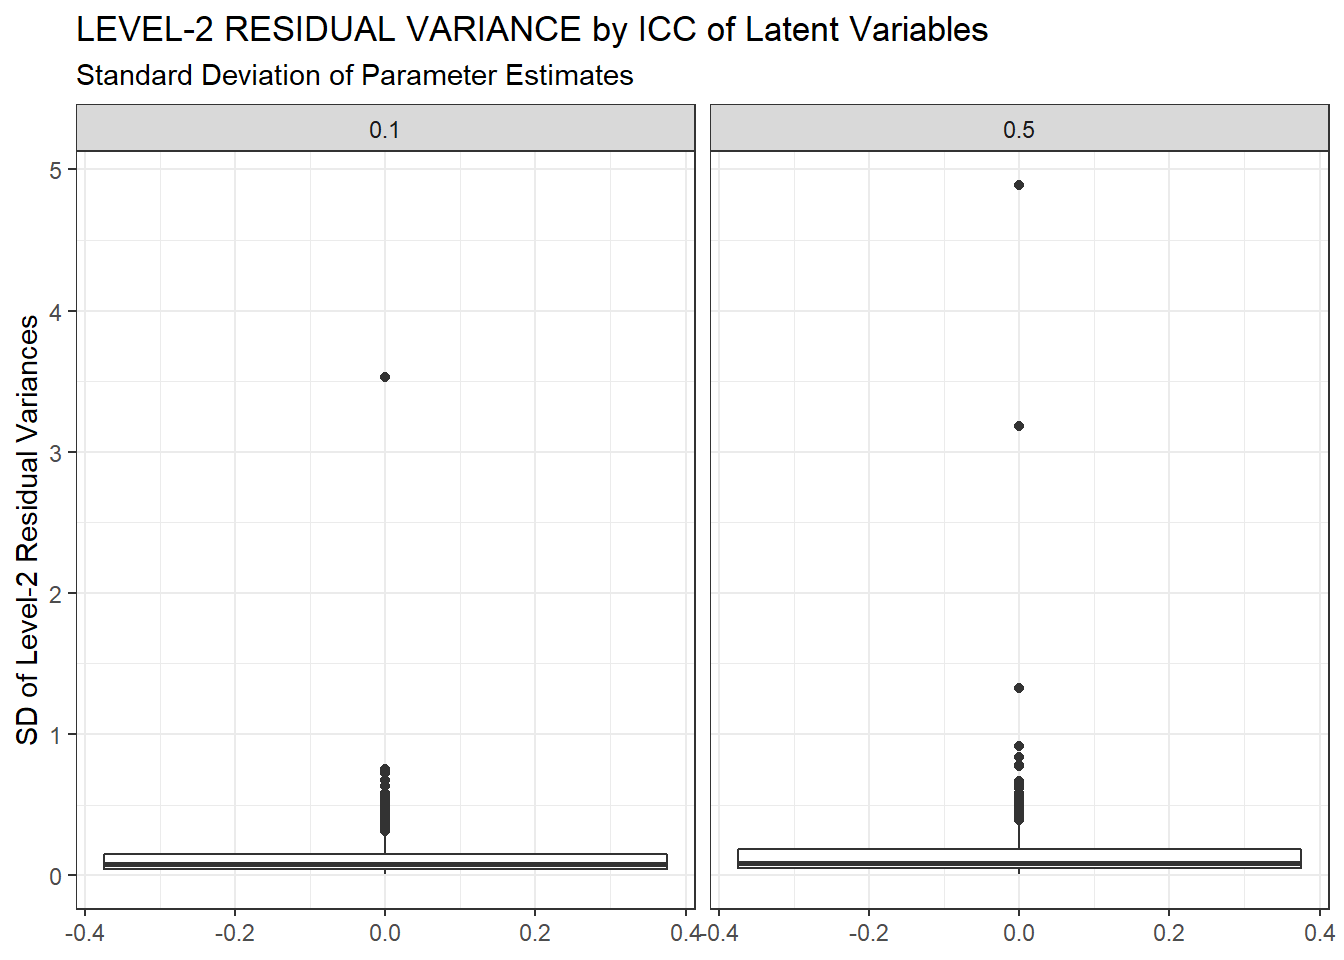 LEVEL-2 RESIDUAL VARIANCE by ICC of Latent Variables
Standard Deviation of Parameter Estimates
0.1 0.5
SD of Level-2 Residual Variances
5
4
3
2
1
0
-0.4 -0.2 0.0 0.2 0.4 -0.4 -0.2 0.0 0.2 0.4